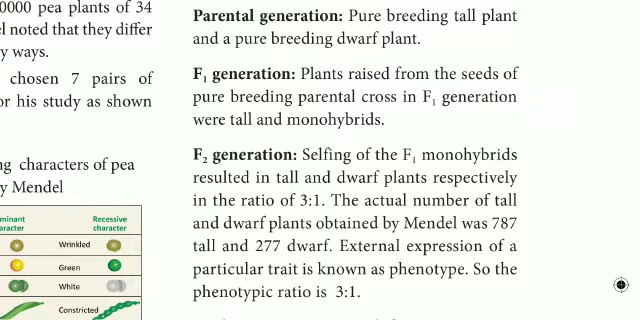 0000 pea plants of 34
el noted that they differ
y ways.
chosen 7 pairs of
or his study as shown
ng characters of pea
y Mendel
minant
aracter
Recessive
character
Wrinkled
Green
White
Constricted
Parental generation: Pure breeding tall plant
and a pure breeding dwarf plant.
F₁ generation: Plants raised from the seeds of
pure breeding parental cross in F₁ generation
were tall and monohybrids.
F₂ generation: Selfing of the F₁ monohybrids
resulted in tall and dwarf plants respectively
in the ratio of 3:1. The actual number of tall
and dwarf plants obtained by Mendel was 787
tall and 277 dwarf. External expression of a
particular trait is known as phenotype. So the
phenotypic ratio is 3:1.